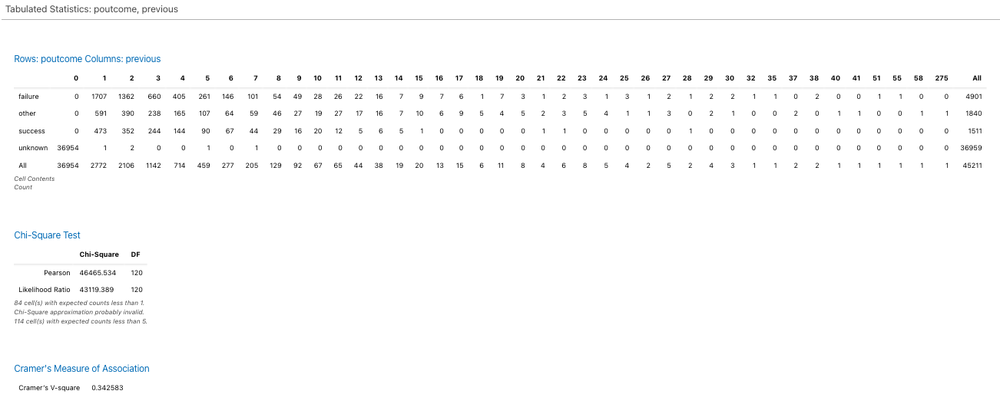 Tabulated Statistics: poutcome, previous
Rows: poutcome Columns: previous
0 1 2 3 4 5 6 7 8 9 10 11 12 13 14 15 16 17 18 19 20 21 22 23 24 25 26 27 28 29 30 32 35 37 38 40 41 51 55 58 275 All
failure 0 1707 1362 660 405 261 146 101 54 49 28 26 22 16 7 9 7 6 1 7 3 1 2 3 1 3 1 2 1 2 2 1 1 0 2 0 0 1 1 0 0 4901
other 0 591 390 238 165 107 64 59 46 27 19 27 17 16 7 10 6 9 5 4 5 2 3 5 4 1 1 3 0 2 1 0 0 2 0 1 1 0 0 1 1 1840
success 0 473 352 244 144 90 67 44 29 16 20 12 5 6 5 1 0 0 0 0 0 1 1 0 0 0 0 0 1 0 0 0 0 0 0 0 0 0 0 0 0 1511
unknown 36954 1 2 0 0 1 0 1 0 0 0 0 0 0 0 0 0 0 0 0 0 0 0 0 0 0 0 0 0 0 0 0 0 0 0 0 0 0 0 0 0 36959
All 36954 2772 2106 1142 714 459 277 205 129 92 67 65 44 38 19 20 13 15 6 11 8 4 6 8 5 4 2 5 2 4 3 1 1 2 2 1 1 1 1 1 1 45211
Cell Contents
Count
Chi-Square Test
Chi-Square DF
Pearson 46465.534 120
Likelihood Ratio 43119.389 120
84 cell(s) with expected counts less than 1.
Chi-Square approximation probably invalid.
114 cell(s) with expected counts less than 5.
Cramer's Measure of Association
Cramer's V-square 0.342583